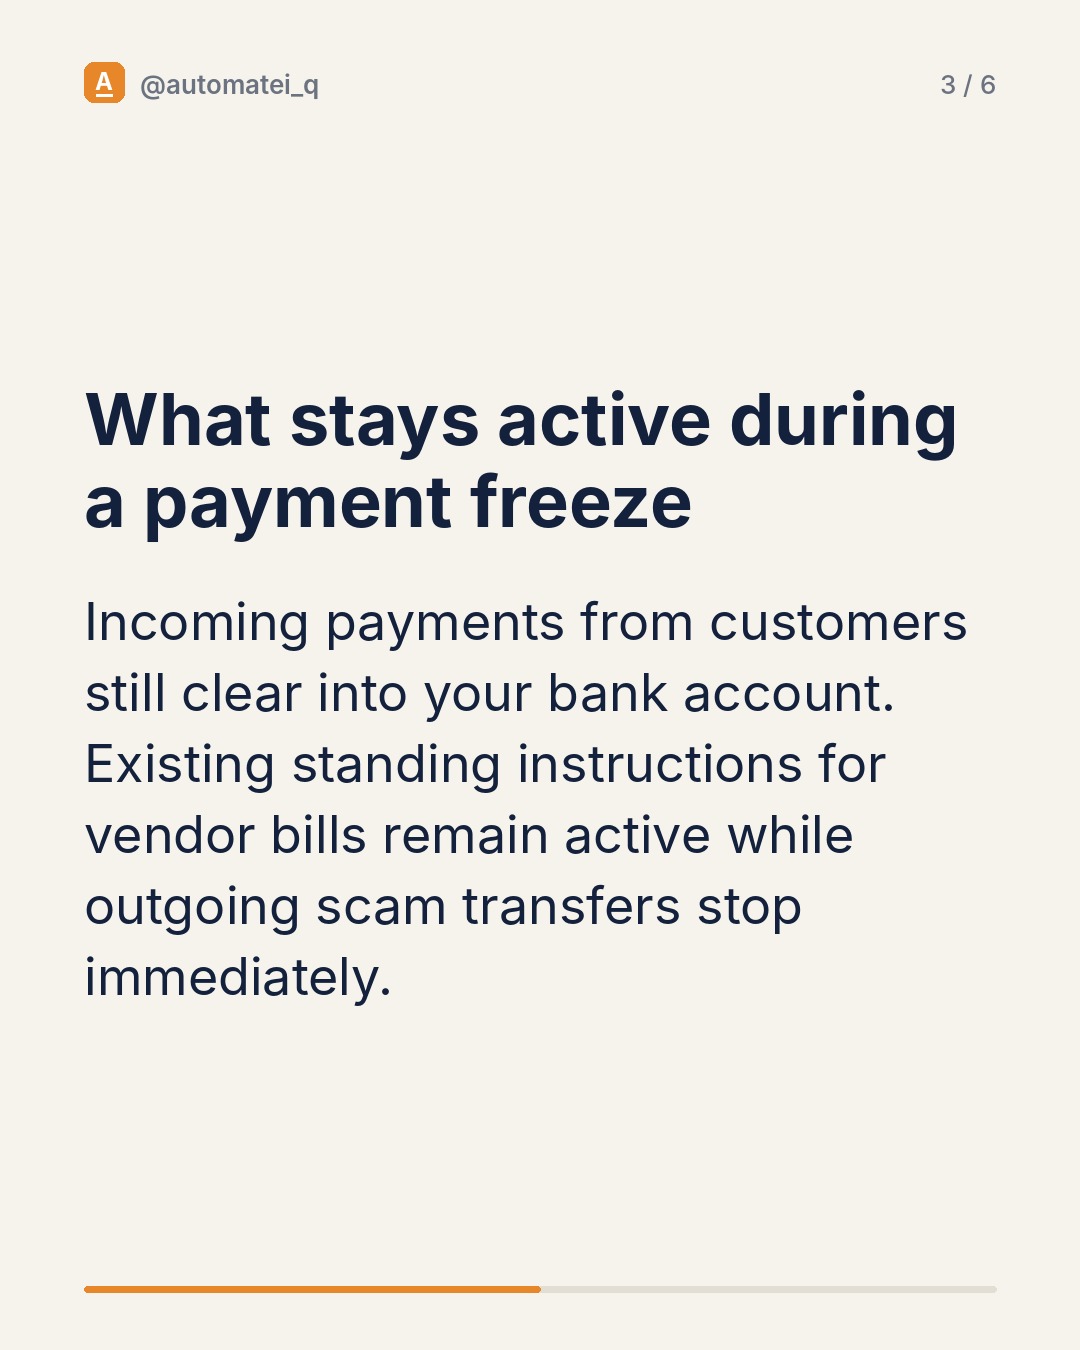 A
@automatei_q
3 / 6
What stays active during
a payment freeze
Incoming payments from customers
still clear into your bank account.
Existing standing instructions for
vendor bills remain active while
outgoing scam transfers stop
immediately.